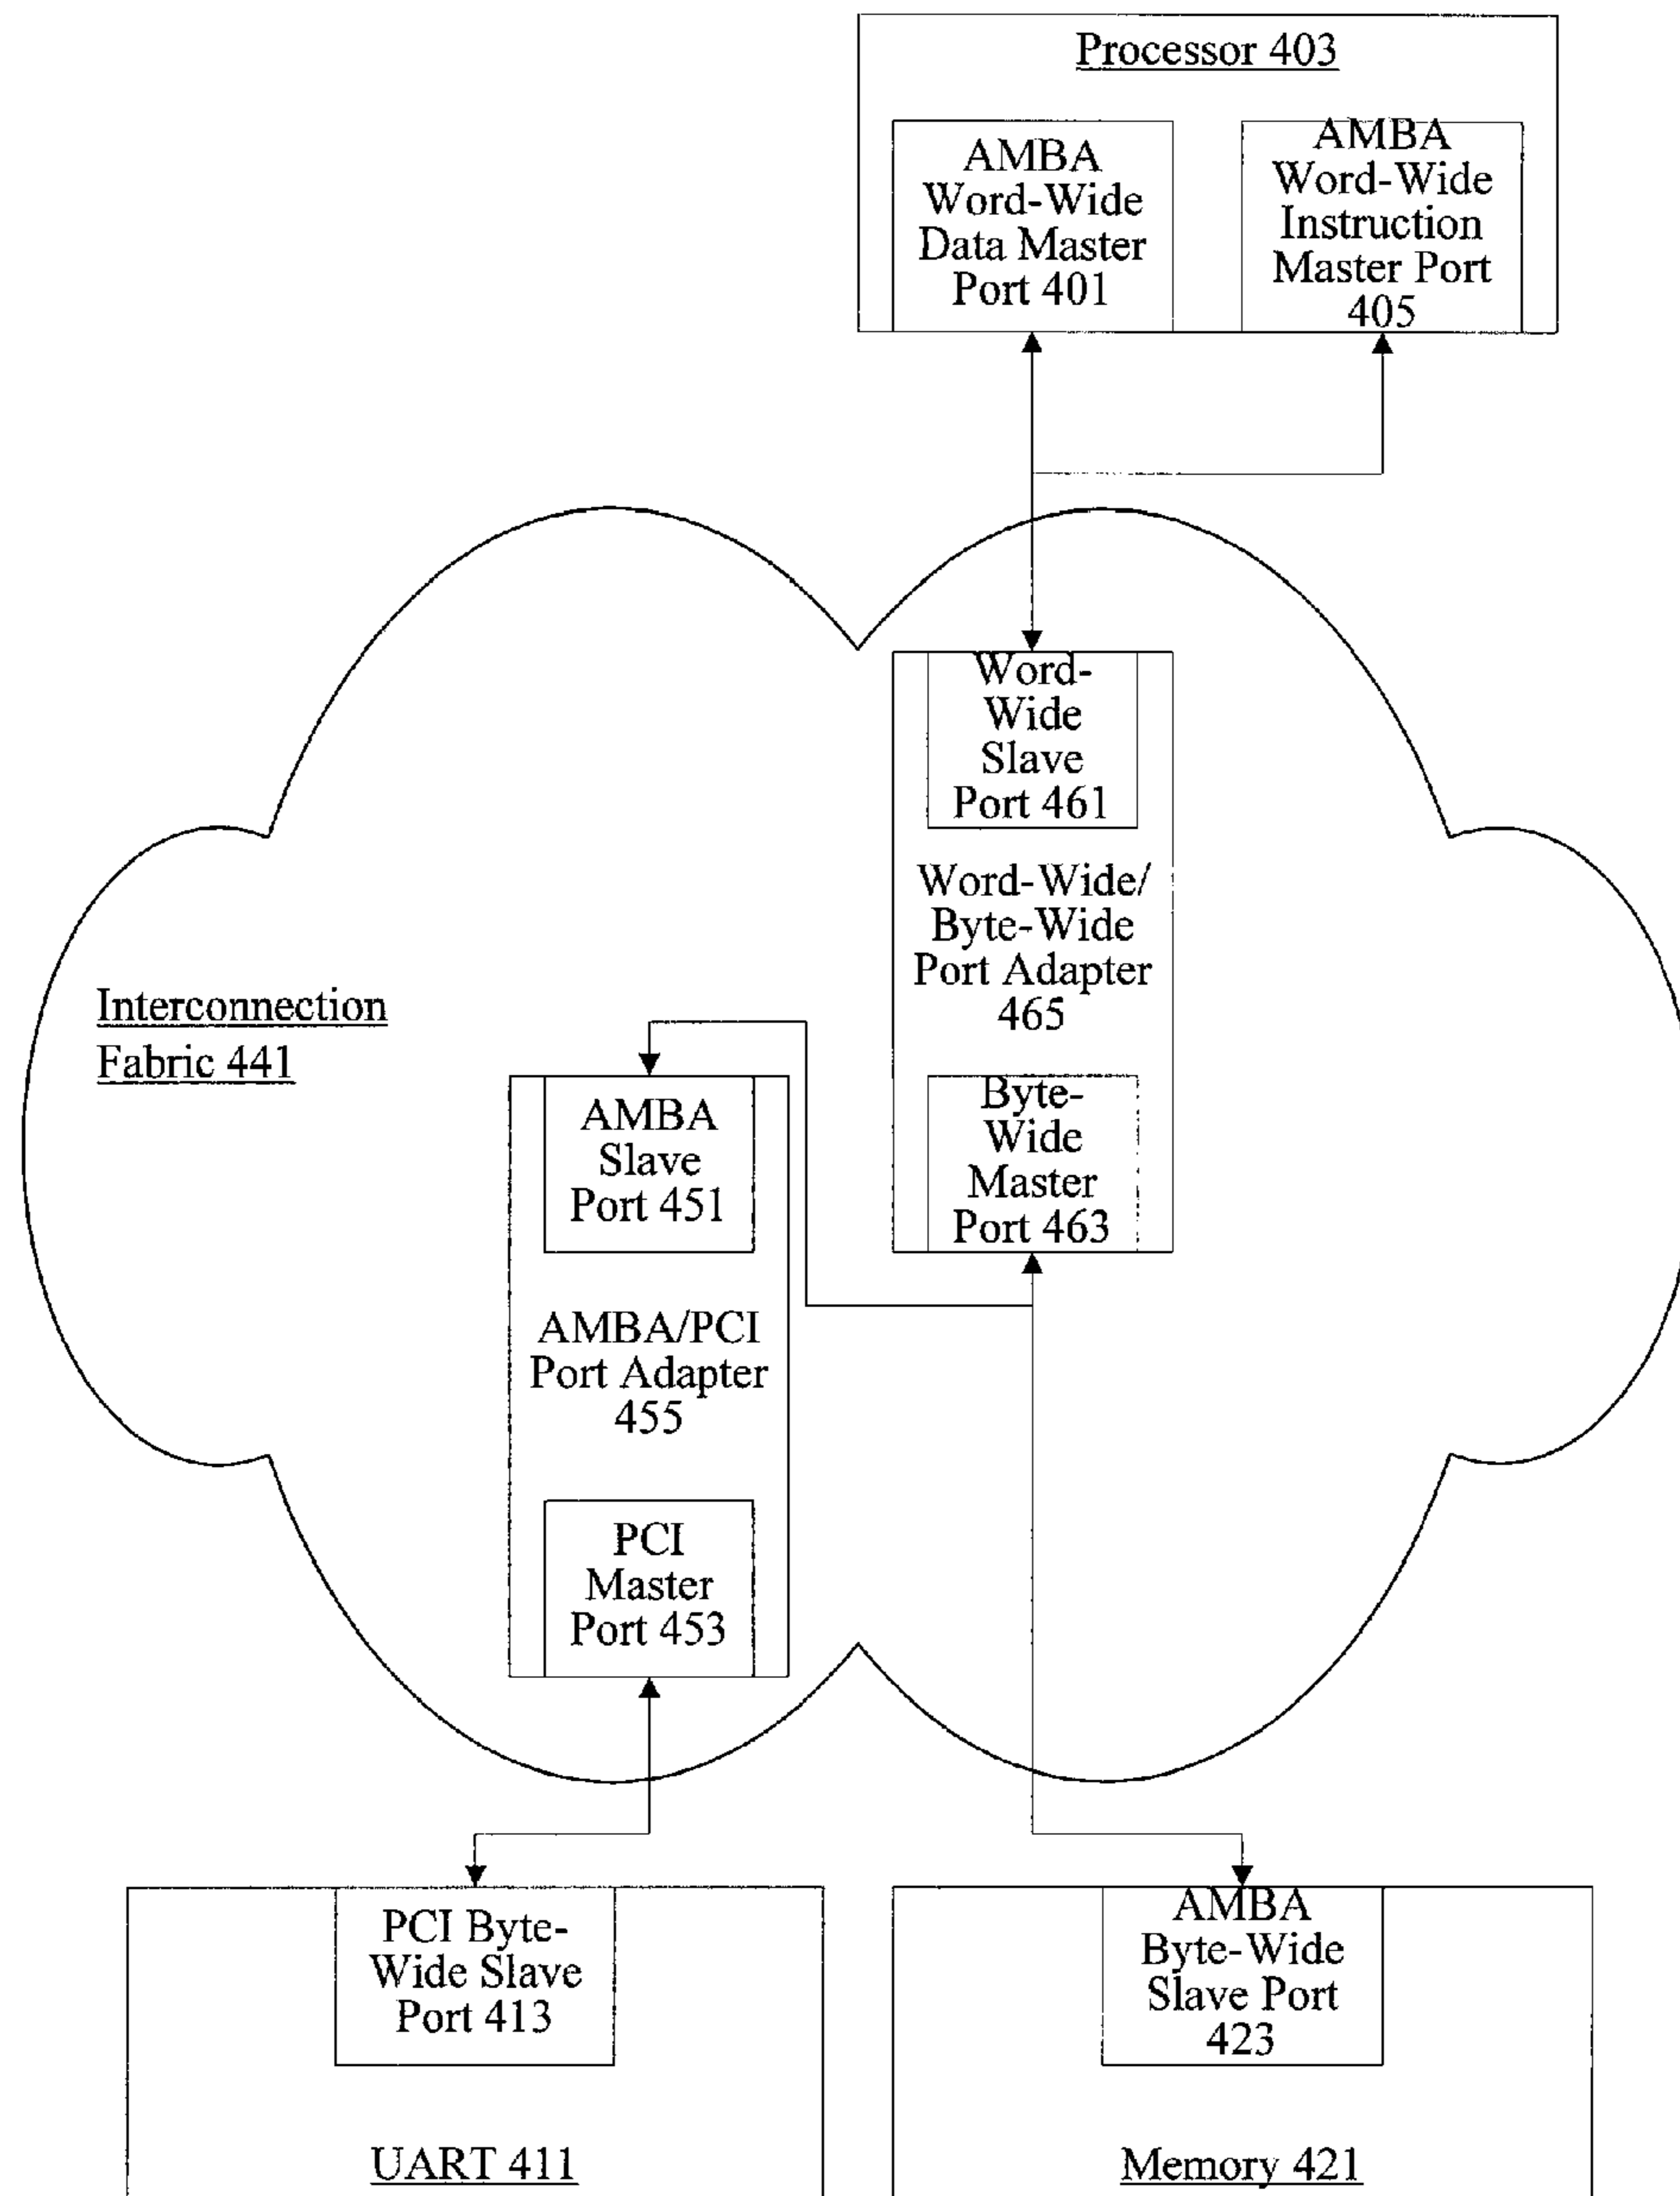 Processor 403
AMBA
Word-Wide
Data Master
Port 401
AMBA
Word-Wide
Instruction
Master Port
405
Word-
Wide
Slave
Port 461
Word-Wide/
Byte-Wide
Port Adapter
465
Byte-
Wide
Master
Port 463
Interconnection
Fabric 441
AMBA
Slave
Port 451
AMBA/PCI
Port Adapter
455
PCI
Master
Port 453
PCI Byte-
Wide Slave
Port 413
UART 411
AMBA
Byte-Wide
Slave Port
423
Memory 421